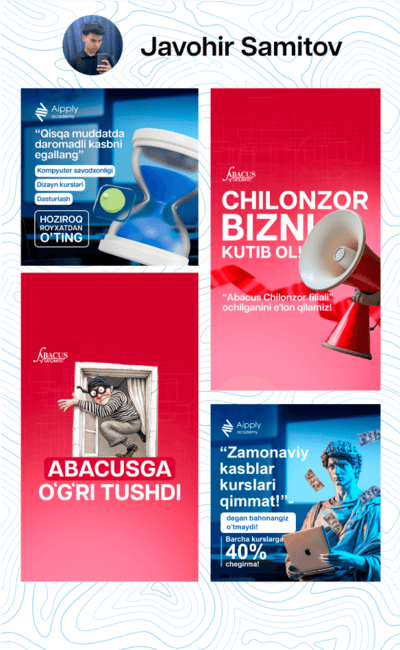 Javohir Samitov
Aipply
academy
“Qisqa muddatda
daromadli kasbni
egallang”
Kompyuter savodxonligi
Dizayn kurslari
Dasturlash
HOZIROQ
ROYXATDAN
O'TING
ABACUS
CHILONZOR
BIZNI
KUTIB OL!
“Abacus Chilonzor filiali”
ochilganini e'lon qilamiz!
ABACUS
ABACUSGA
O‘G‘RI TUSHDI
Aipply
academy
“Zamonaviy
kasblar
kurslari
qimmat!”-
degan bahonangiz
o'tmaydi!
Barcha kurslarga
40%
chegirma!